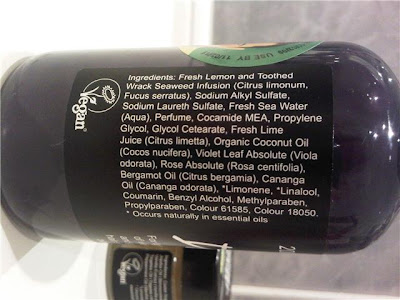 USE BY
Vegan
Ingredients: Fresh Lemon and Toothed
Wrack Seaweed Infusion (Citrus limonum,
Fucus serratus), Sodium Alkyl Sulfate,
Sodium Laureth Sulfate, Fresh Sea Water
(Aqua), Perfume, Cocamide MEA, Propylene
Glycol, Glycol Cetearate, Fresh Lime
Juice (Citrus limetta), Organic Coconut Oil
(Cocos nucifera), Violet Leaf Absolute (Viola
odorata), Rose Absolute (Rosa centifolia),
Bergamot Oil (Citrus bergamia), Cananga
Oil (Cananga odorata), *Limonene, *Linalool,
Coumarin, Benzyl Alcohol, Methylparaben,
Propylparaben, Colour 61585, Colour 18050.
* Occurs naturally in essential oils
Vegan